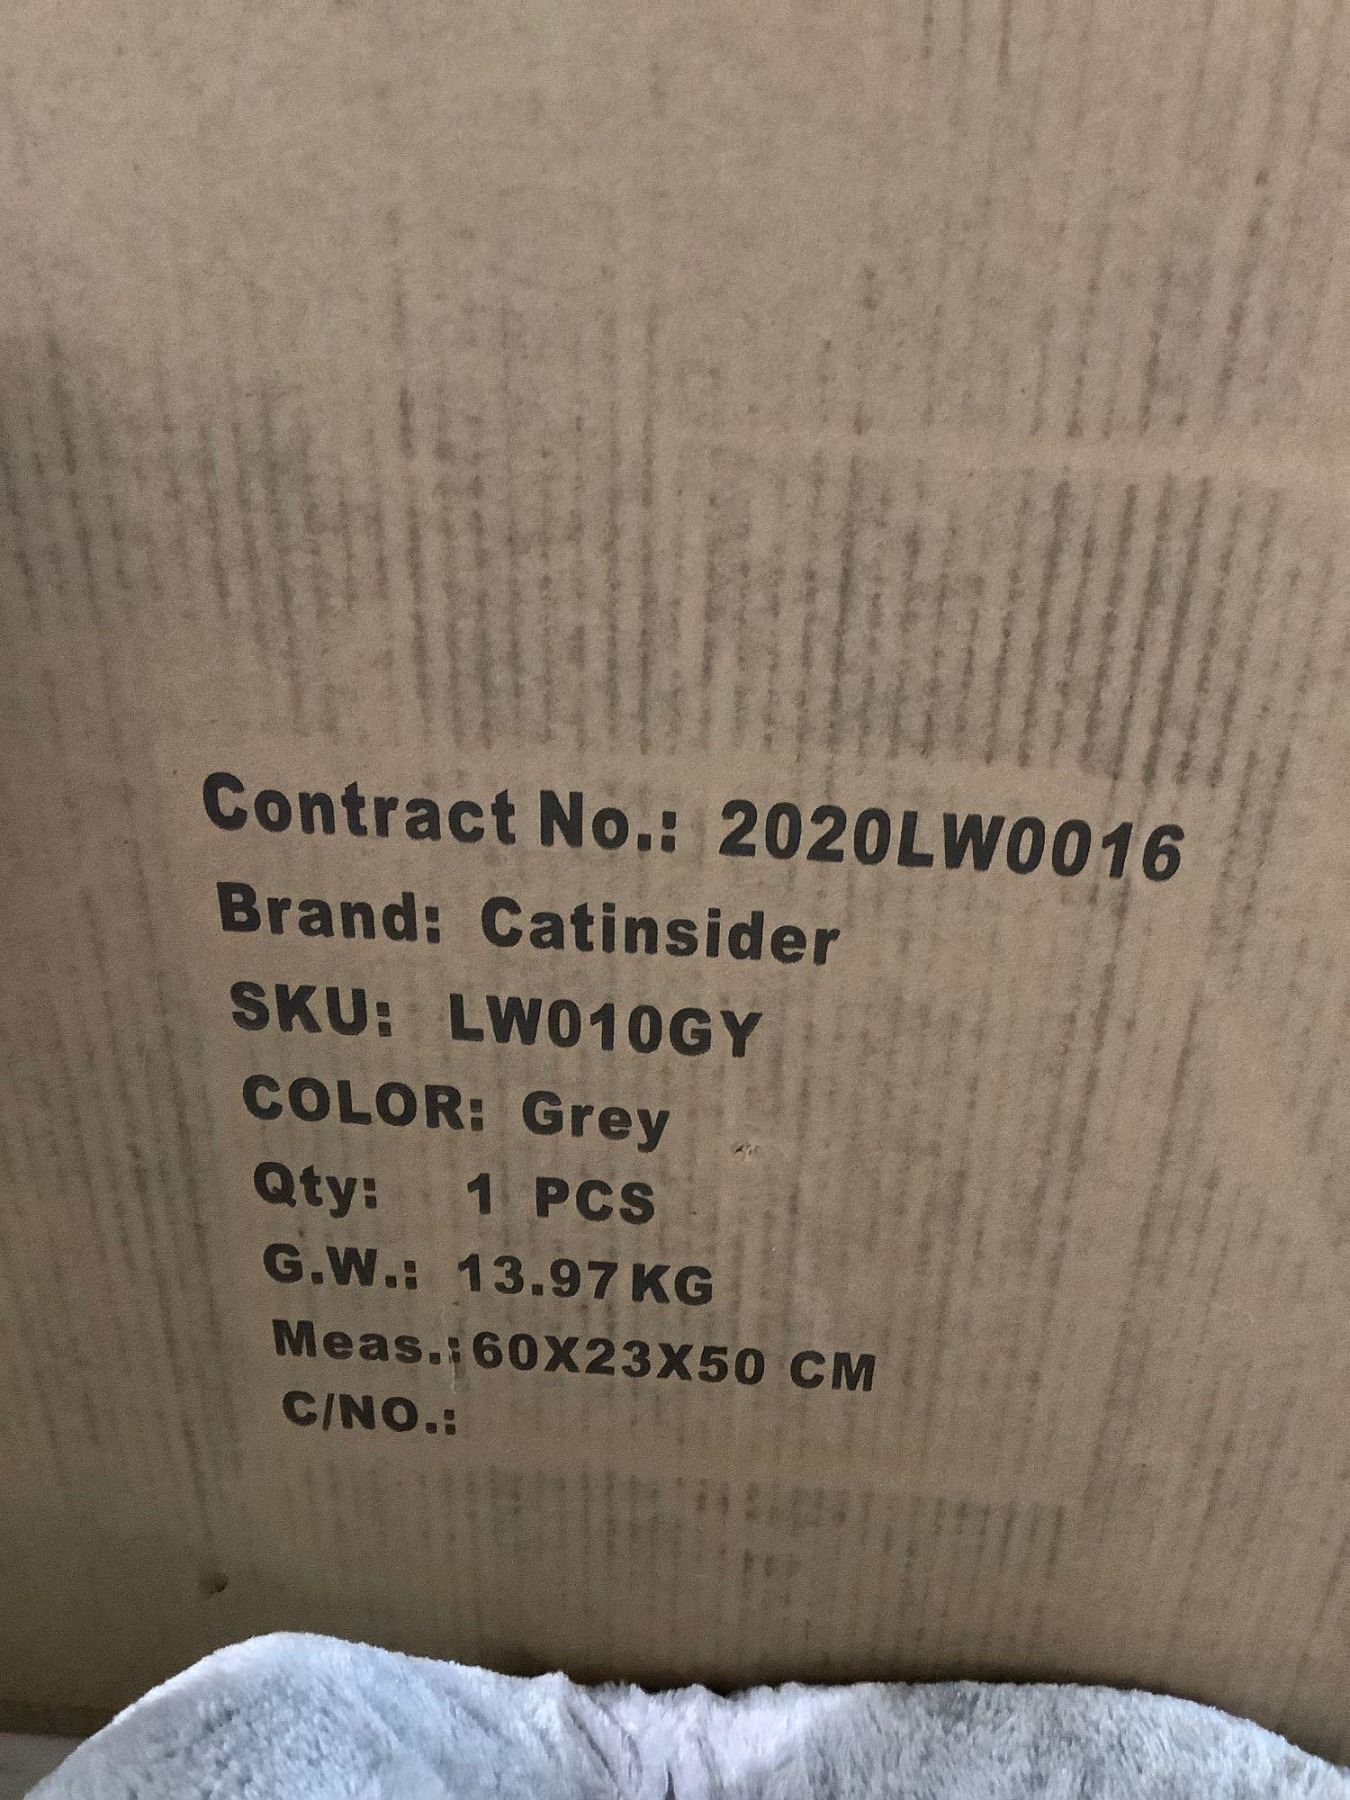 Contract No.: 2020LW0016
Brand: Catinsider
SKU: LW010GY
COLOR: Grey
Qty: 1 PCS
G.W.: 13.97KG
Meas.:60X23X50 CM
C/NO.: